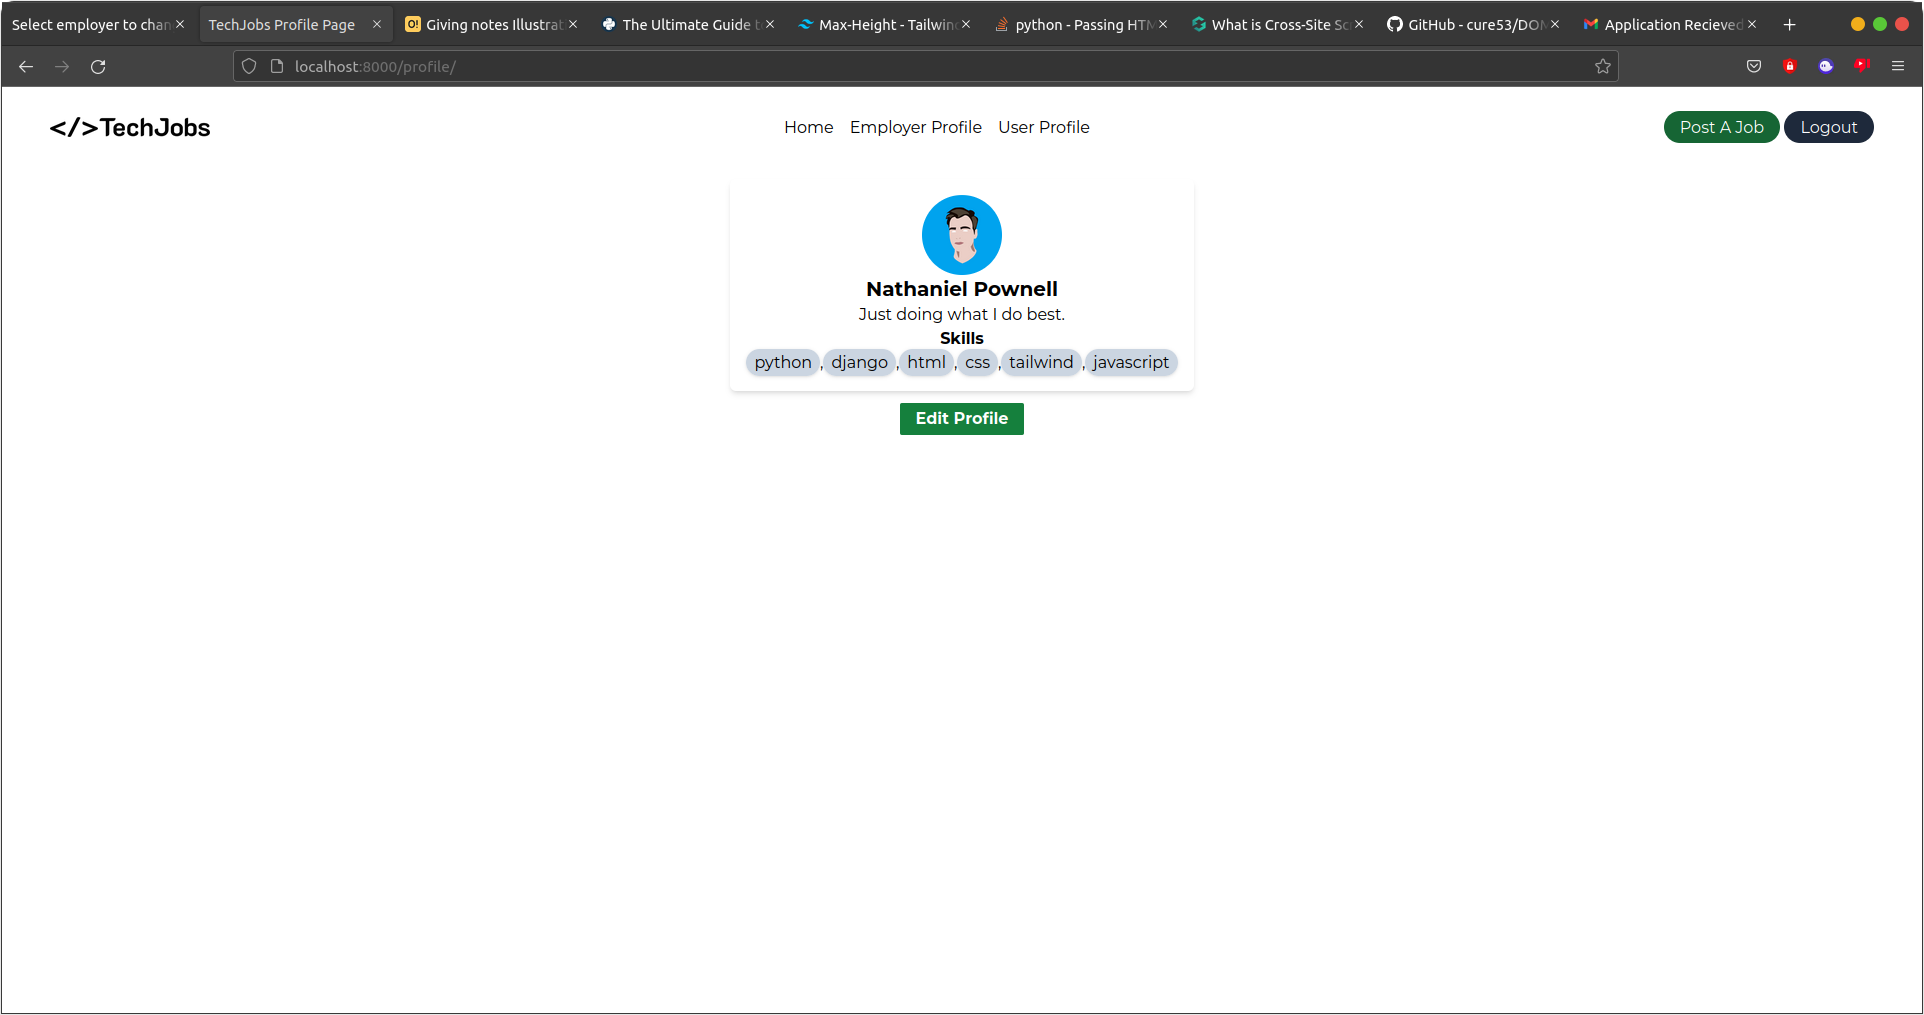 Select employer to chan
TechJobs Profile Page
O!
Giving notes Illustrat
The Ultimate Guide t
Max-Height - Tailwin
python - Passing HTM
What is Cross-Site Sc
GitHub - cure53/DOM
Application Recieved
localhost:8000/profile/
</>TechJobs
Home Employer Profile User Profile
Post A Job Logout
Nathaniel Pownell
Just doing what I do best.
Skills
python , django , html , css , tailwind , javascript
Edit Profile